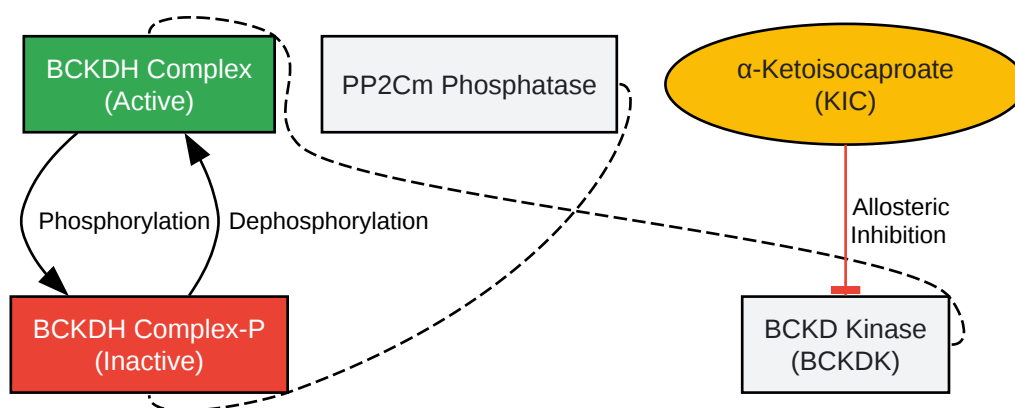 BCKDH Complex
(Active)
PP2Cm Phosphatase
α-Ketoisocaproate
(KIC)
Phosphorylation
Dephosphorylation
Allosteric
Inhibition
BCKDH Complex-P
(Inactive)
BCKD Kinase
(BCKDK)